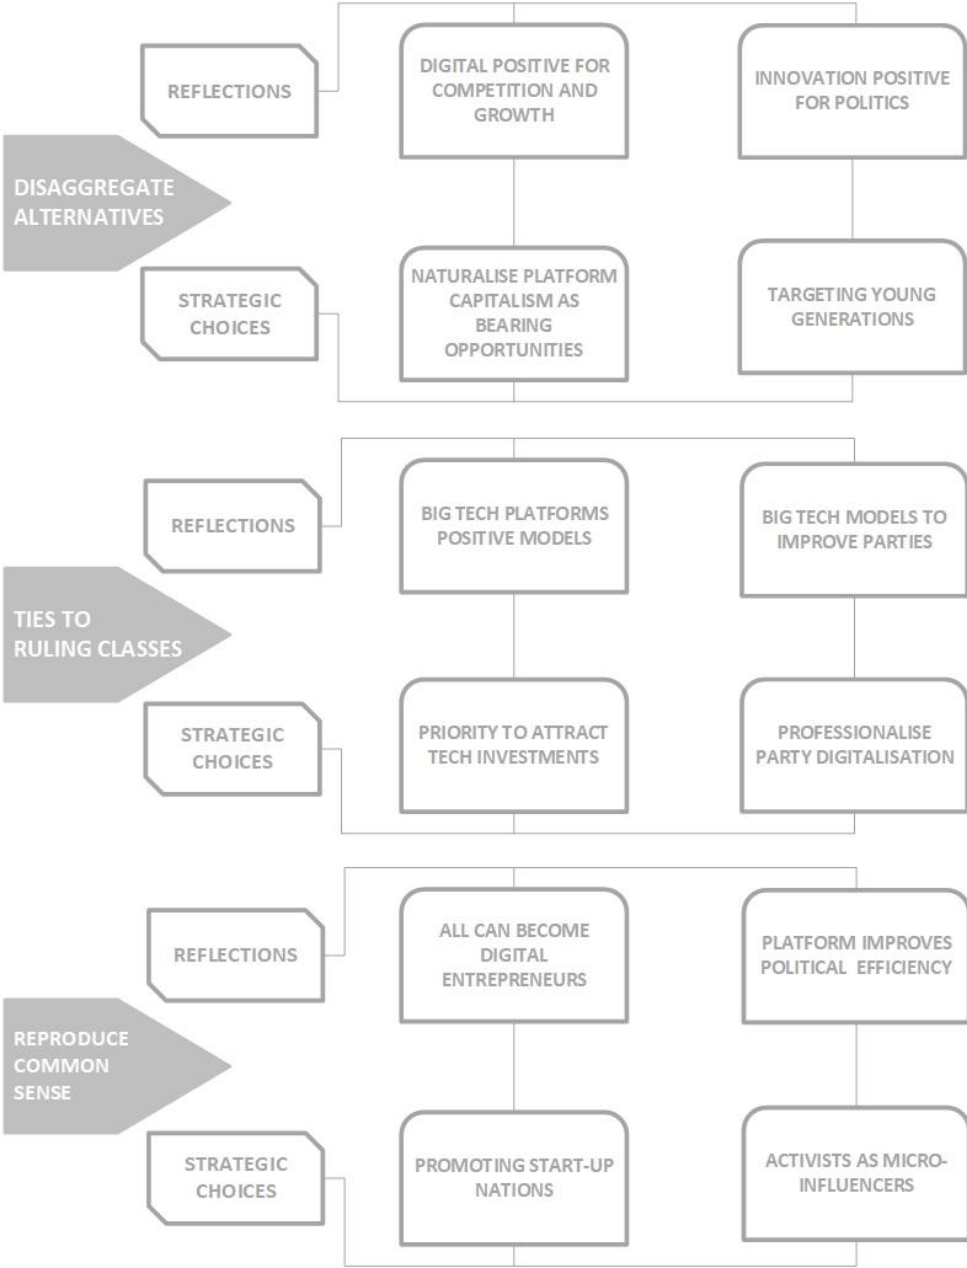 REFLECTIONS
DIGITAL POSITIVE FOR
COMPETITION AND
GROWTH
INNOVATION POSITIVE
FOR POLITICS
DISAGGREGATE
ALTERNATIVES
STRATEGIC
CHOICES
NATURALISE PLATFORM
CAPITALISM AS
BEARING
OPPORTUNITIES
TARGETING YOUNG
GENERATIONS
REFLECTIONS
BIG TECH PLATFORMS
POSITIVE MODELS
BIG TECH MODELS TO
IMPROVE PARTIES
TIES TO
RULING CLASSES
STRATEGIC
CHOICES
PRIORITY TO ATTRACT
TECH INVESTMENTS
PROFESSIONALISE
PARTY DIGITALISATION
REFLECTIONS
ALL CAN BECOME
DIGITAL
ENTREPRENEURS
PLATFORM IMPROVES
POLITICAL EFFICIENCY
REPRODUCE
COMMON
SENSE
STRATEGIC
CHOICES
PROMOTING START-UP
NATIONS
ACTIVISTS AS MICRO-
INFLUENCERS